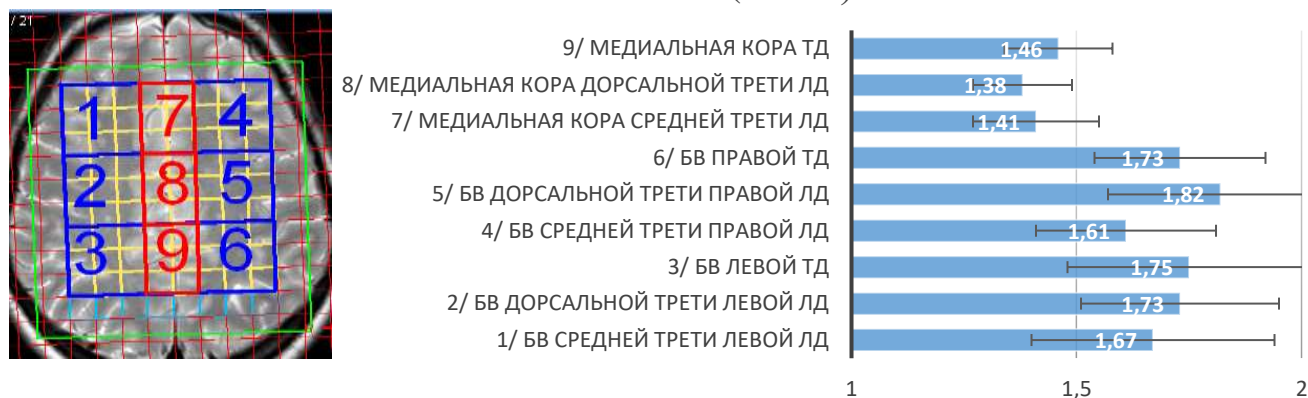 / 21
1 7 4
2 8 5
3 9 6
9/ МЕДИАЛЬНАЯ КОРА ТД 1,46
8/ МЕДИАЛЬНАЯ КОРА ДОРСАЛЬНОЙ ТРЕТИ ЛД 1,38
7/ МЕДИАЛЬНАЯ КОРА СРЕДНЕЙ ТРЕТИ ЛД 1,41
6/ БВ ПРАВОЙ ТД 1,73
5/ БВ ДОРСАЛЬНОЙ ТРЕТИ ПРАВОЙ ЛД 1,82
4/ БВ СРЕДНЕЙ ТРЕТИ ПРАВОЙ ЛД 1,61
3/ БВ ЛЕВОЙ ТД 1,75
2/ БВ ДОРСАЛЬНОЙ ТРЕТИ ЛЕВОЙ ЛД 1,73
1/ БВ СРЕДНЕЙ ТРЕТИ ЛЕВОЙ ЛД 1,67
1 1,5 2